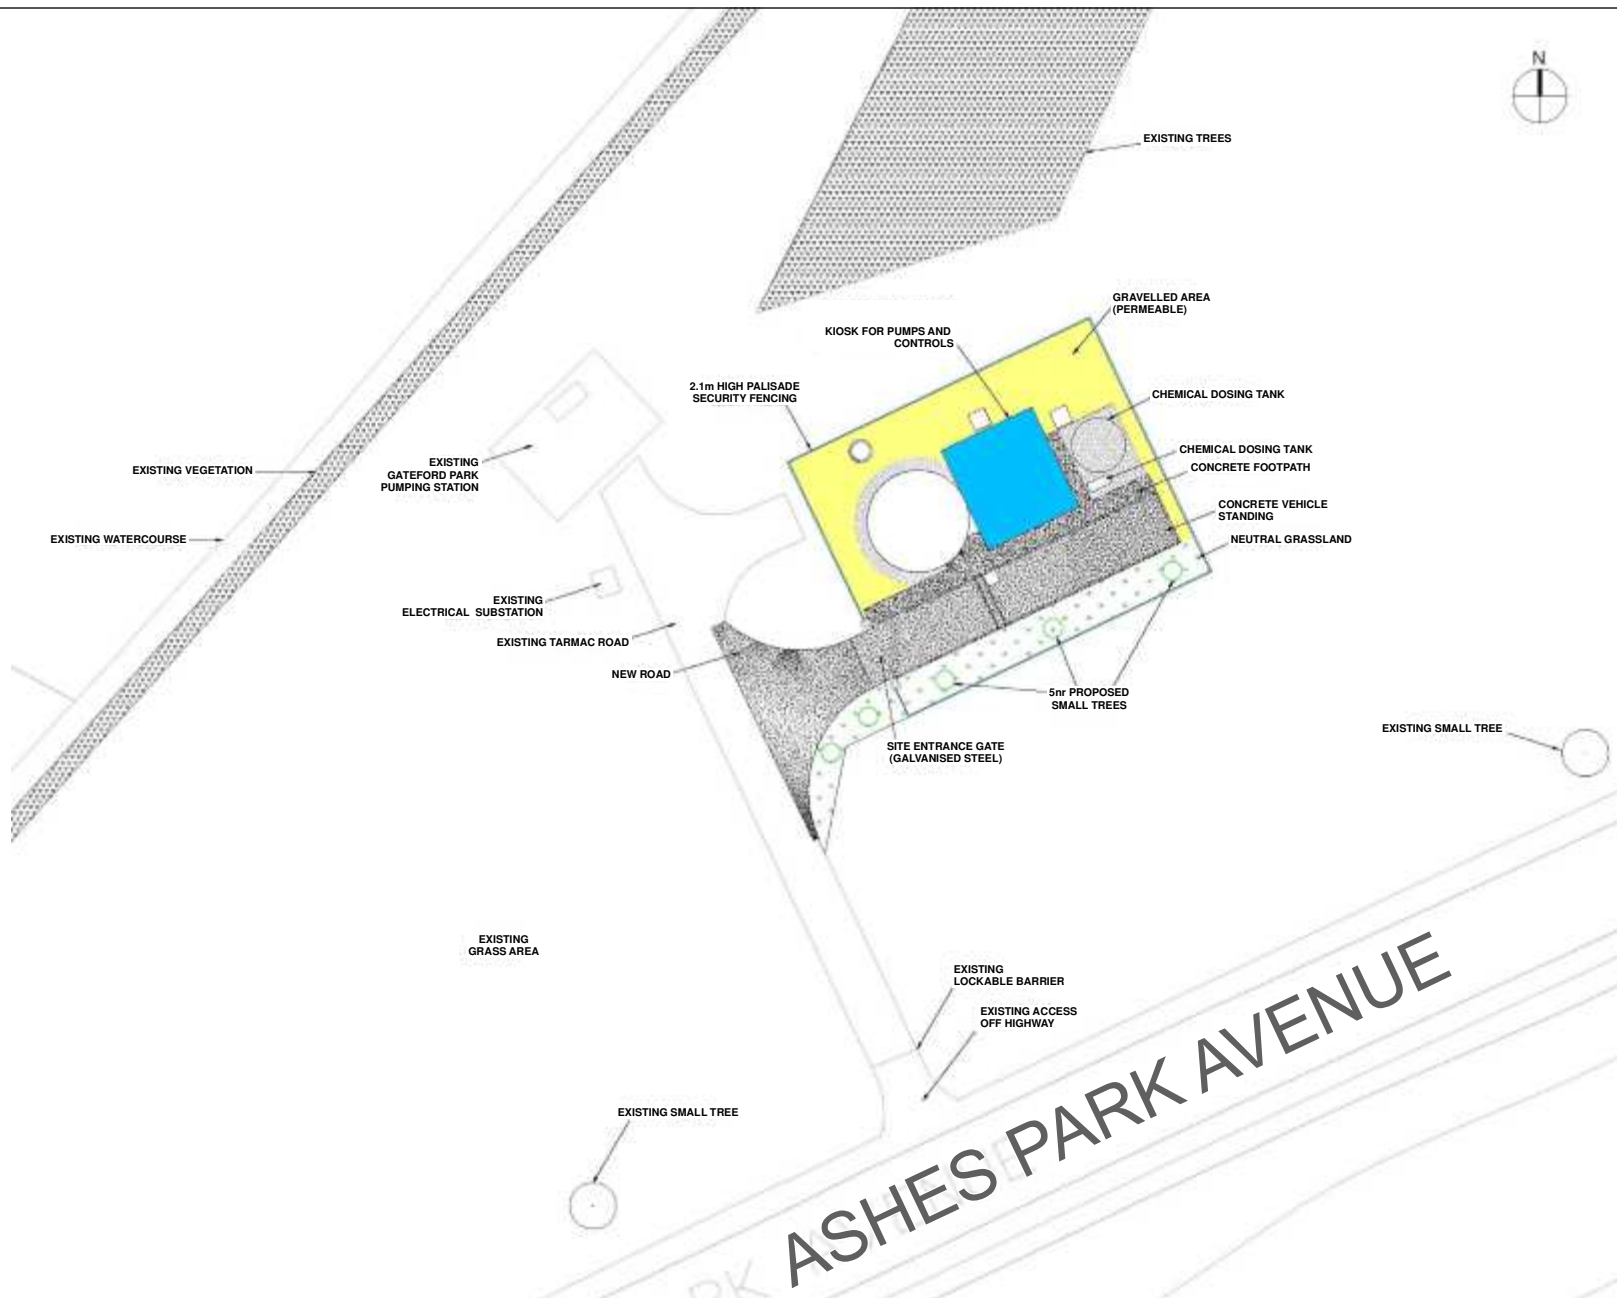 N
EXISTING TREES
GRAVELLED AREA
(PERMEABLE)
KIOSK FOR PUMPS AND
CONTROLS
2.1m HIGH PALISADE
SECURITY FENCING
CHEMICAL DOSING TANK
CHEMICAL DOSING TANK
CONCRETE FOOTPATH
EXISTING VEGETATION
EXISTING
GATEFORD PARK
PUMPING STATION
CONCRETE VEHICLE
STANDING
EXISTING WATERCOURSE
NEUTRAL GRASSLAND
EXISTING
ELECTRICAL SUBSTATION
EXISTING TARMAC ROAD
NEW ROAD
5nr PROPOSED
SMALL TREES
SITE ENTRANCE GATE
(GALVANISED STEEL)
EXISTING SMALL TREE
EXISTING
GRASS AREA
EXISTING
LOCKABLE BARRIER
EXISTING ACCESS
OFF HIGHWAY
EXISTING SMALL TREE
ASHES PARK AVENUE